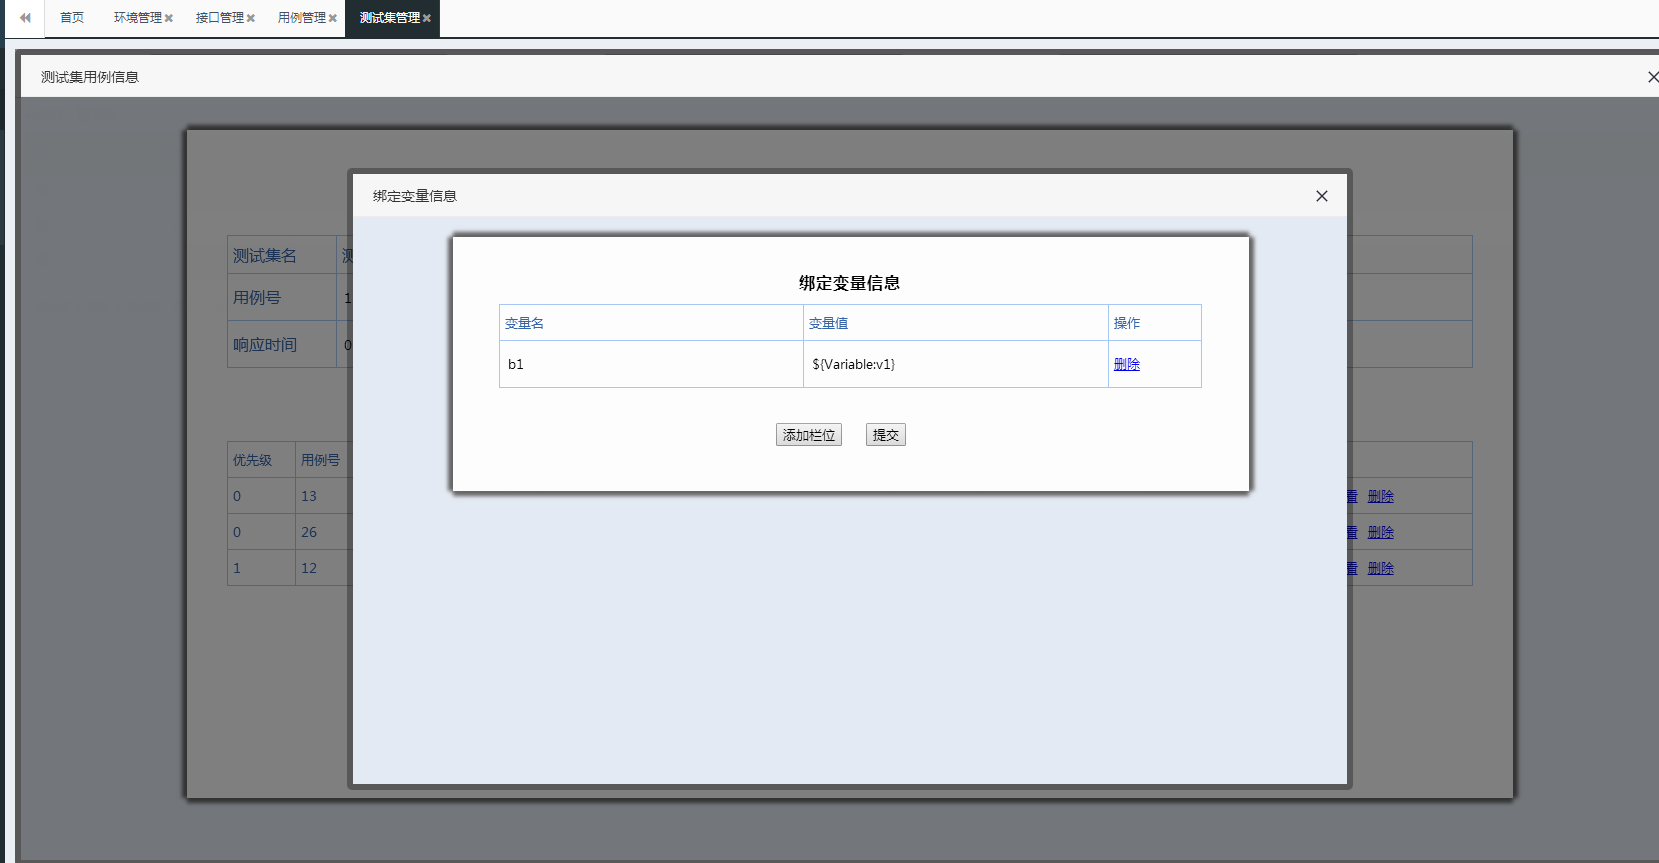 首页 环境管理 接口管理 用例管理 测试集管理
测试集用例信息
绑定变量信息
绑定变量信息
变量名 变量值 操作
b1 ${Variable:v1} 删除
添加栏位 提交
测试集名 测
用例号 1
响应时间 0
优先级 用例号
0 13 看 删除
0 26 看 删除
1 12 看 删除